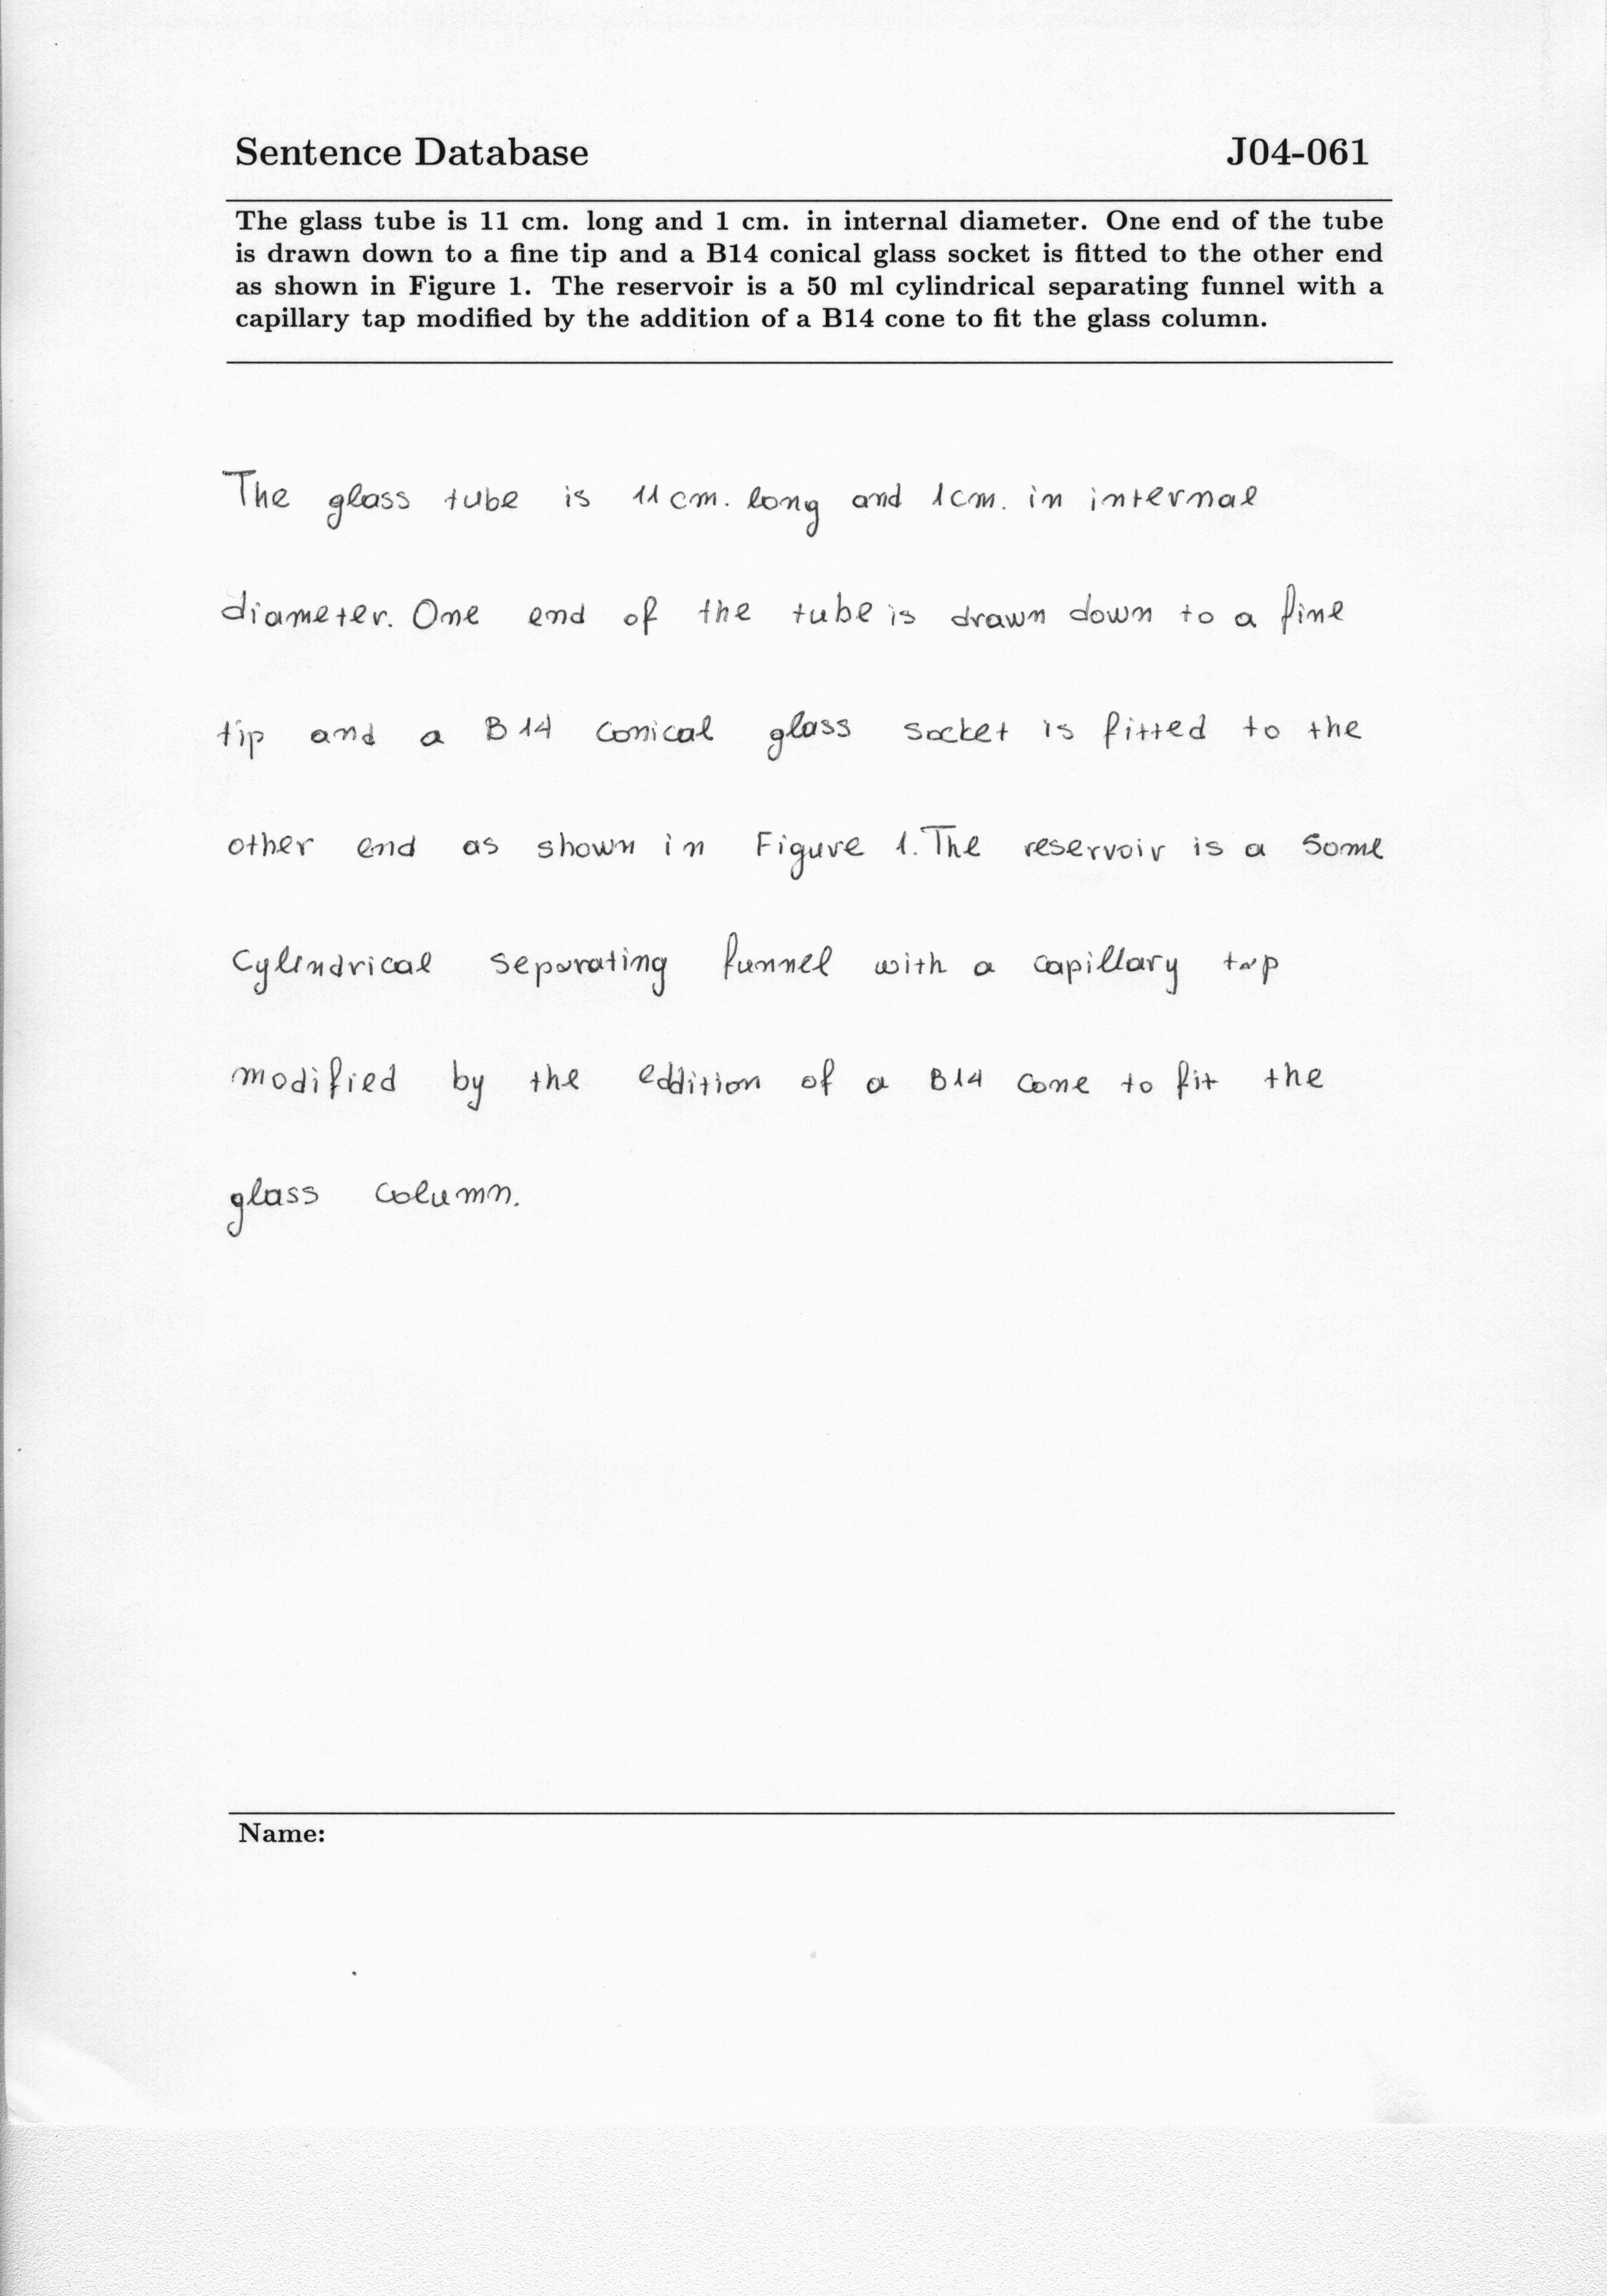 Sentence Database J04-061
The glass tube is 11 cm. long and 1 cm. in internal diameter. One end of the tube
is drawn down to a fine tip and a B14 conical glass socket is fitted to the other end
as shown in Figure 1. The reservoir is a 50 ml cylindrical separating funnel with a
capillary tap modified by the addition of a B14 cone to fit the glass column.
The glass tube is 11 cm. long and 1 cm. in internal
diameter. One end of the tube is drawn down to a fine
tip and a B14 conical glass socket is fitted to the
other end as shown in Figure 1. The reservoir is a 50ml
cylindrical separating funnel with a capillary tap
modified by the eddition of a B14 cone to fit the
glass column.
Name: